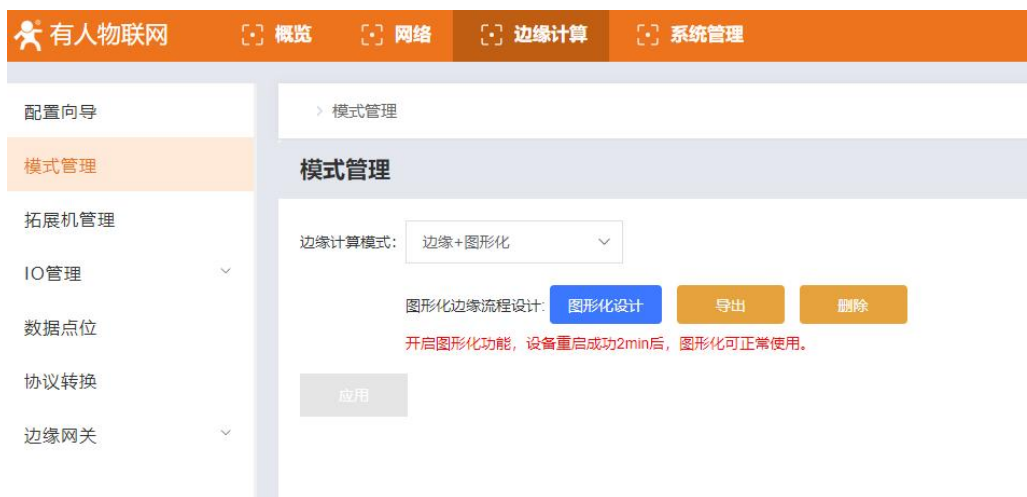 有人物联网 概览 网络 边缘计算 系统管理
配置向导
模式管理
拓展机管理
IO管理
数据点位
协议转换
边缘网关
模式管理
模式管理
边缘计算模式: 边缘+图形化
图形化边缘流程设计: 图形化设计 导出 删除
开启图形化功能，设备重启成功2min后，图形化可正常使用。
应用